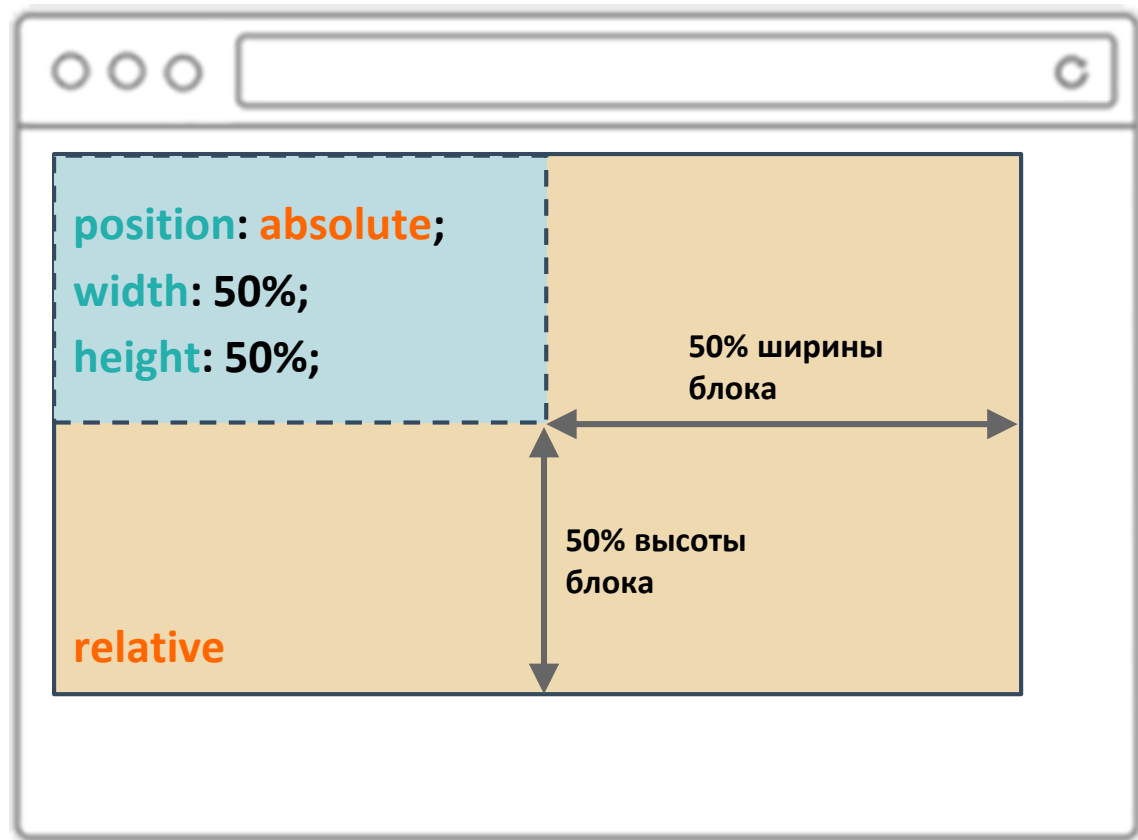 position: absolute;
width: 50%;
height: 50%;
50% ширины
блока
50% высоты
блока
relative